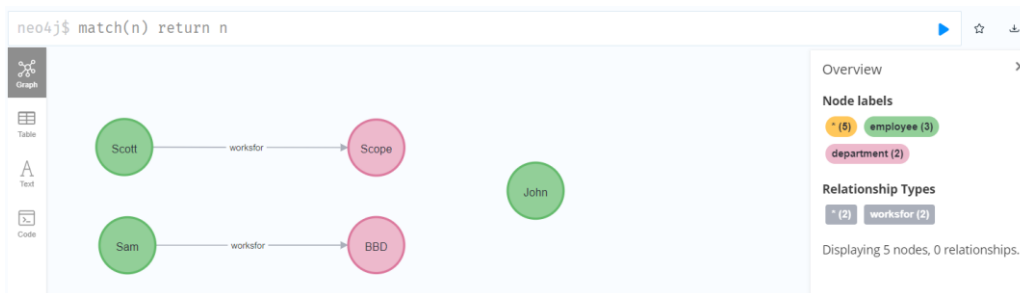 neo4j$ match(n) return n
Graph
Table
Text
Code
Scott
worksfor
Scope
John
Sam
worksfor
BBD
Overview
Node labels
* (5) employee (3)
department (2)
Relationship Types
* (2) worksfor (2)
Displaying 5 nodes, 0 relationships.